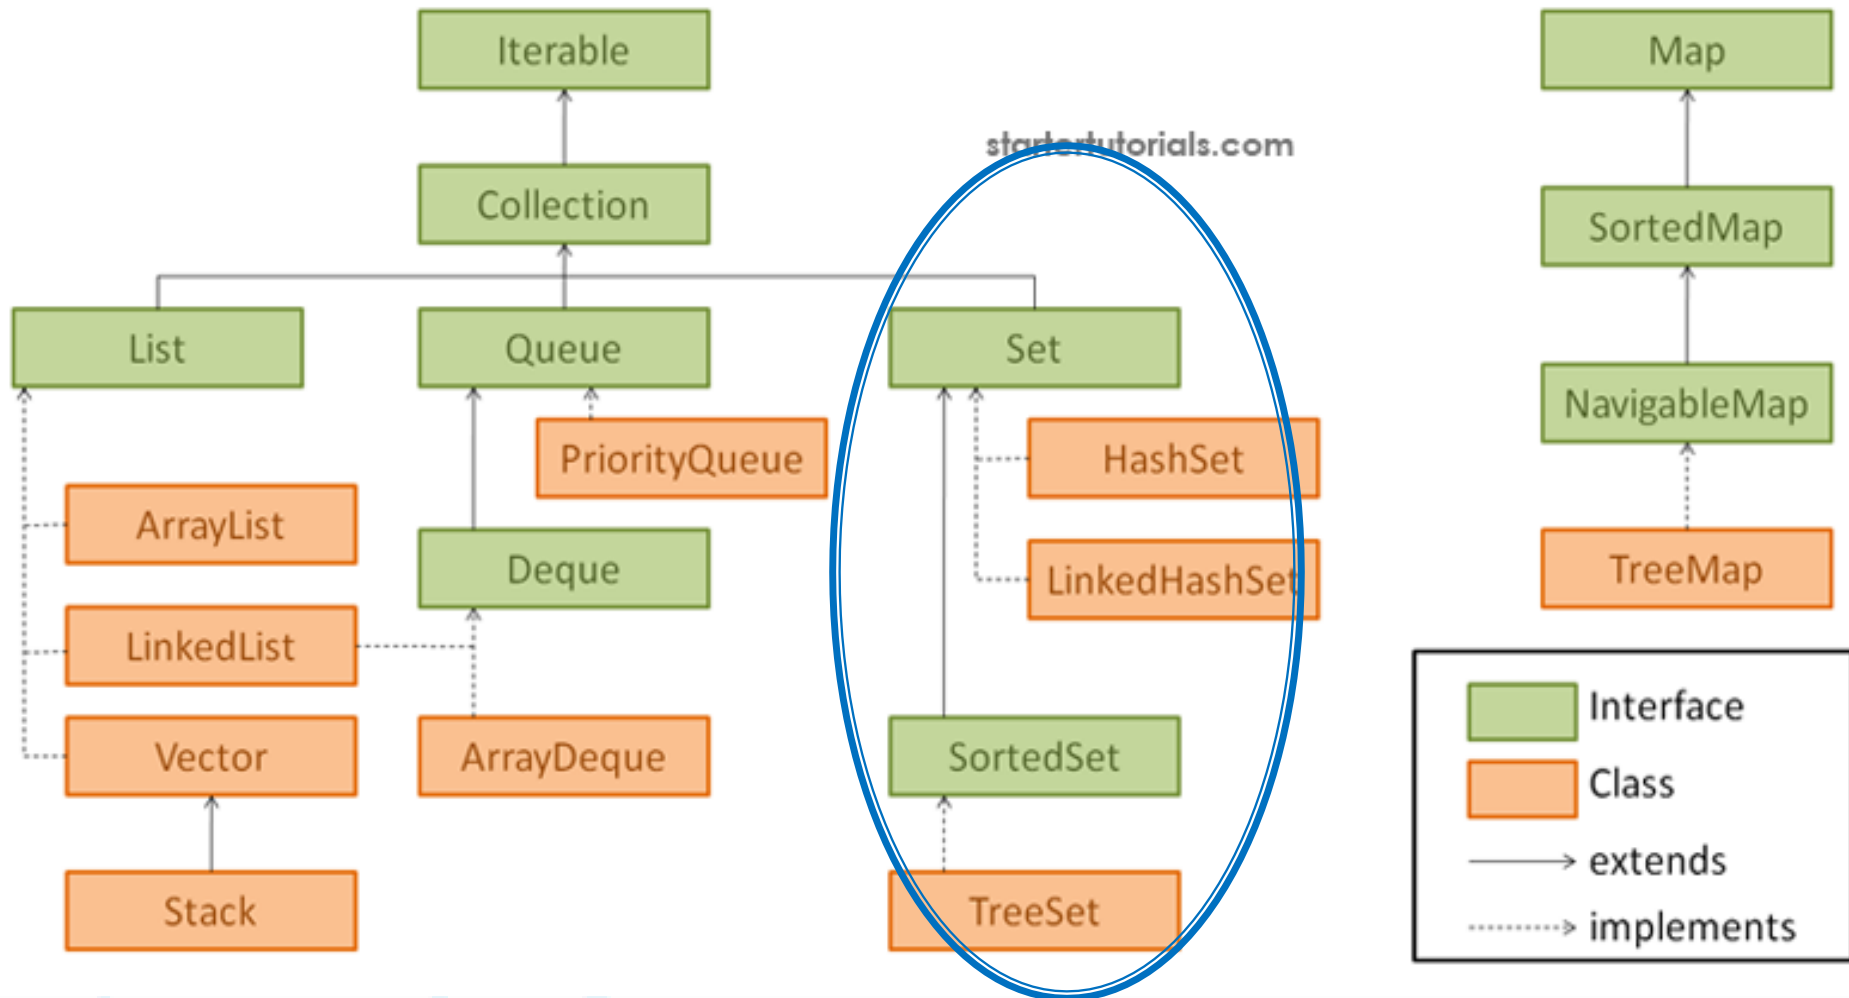 Iterable
Map
startertutorials.com
Collection
SortedMap
List
Queue
Set
NavigableMap
PriorityQueue
HashSet
ArrayList
Deque
LinkedHashSet
TreeMap
LinkedList
Vector
ArrayDeque
SortedSet
Stack
TreeSet
Interface
Class
extends
implements